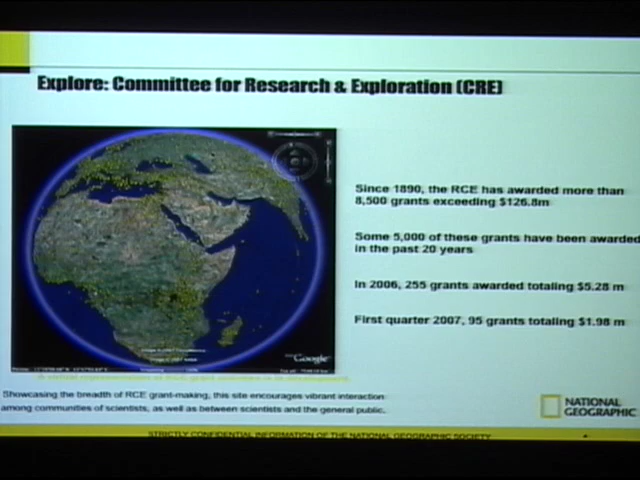 Explore: Committee for Research & Exploration (CRE)
Since 1890, the RCE has awarded more than
8,500 grants exceeding $126.8m
Some 5,000 of these grants have been awarded
in the past 20 years
In 2006, 255 grants awarded totaling $5.28 m
First quarter 2007, 95 grants totaling $1.98 m
Google
Showcasing the breadth of RCE grant-making, this site encourages vibrant interaction
among communities of scientists, as well as between scientists and the general public.
NATIONAL
GEOGRAPHIC
STRICTLY CONFIDENTIAL INFORMATION OF THE NATIONAL GEOGRAPHIC SOCIETY